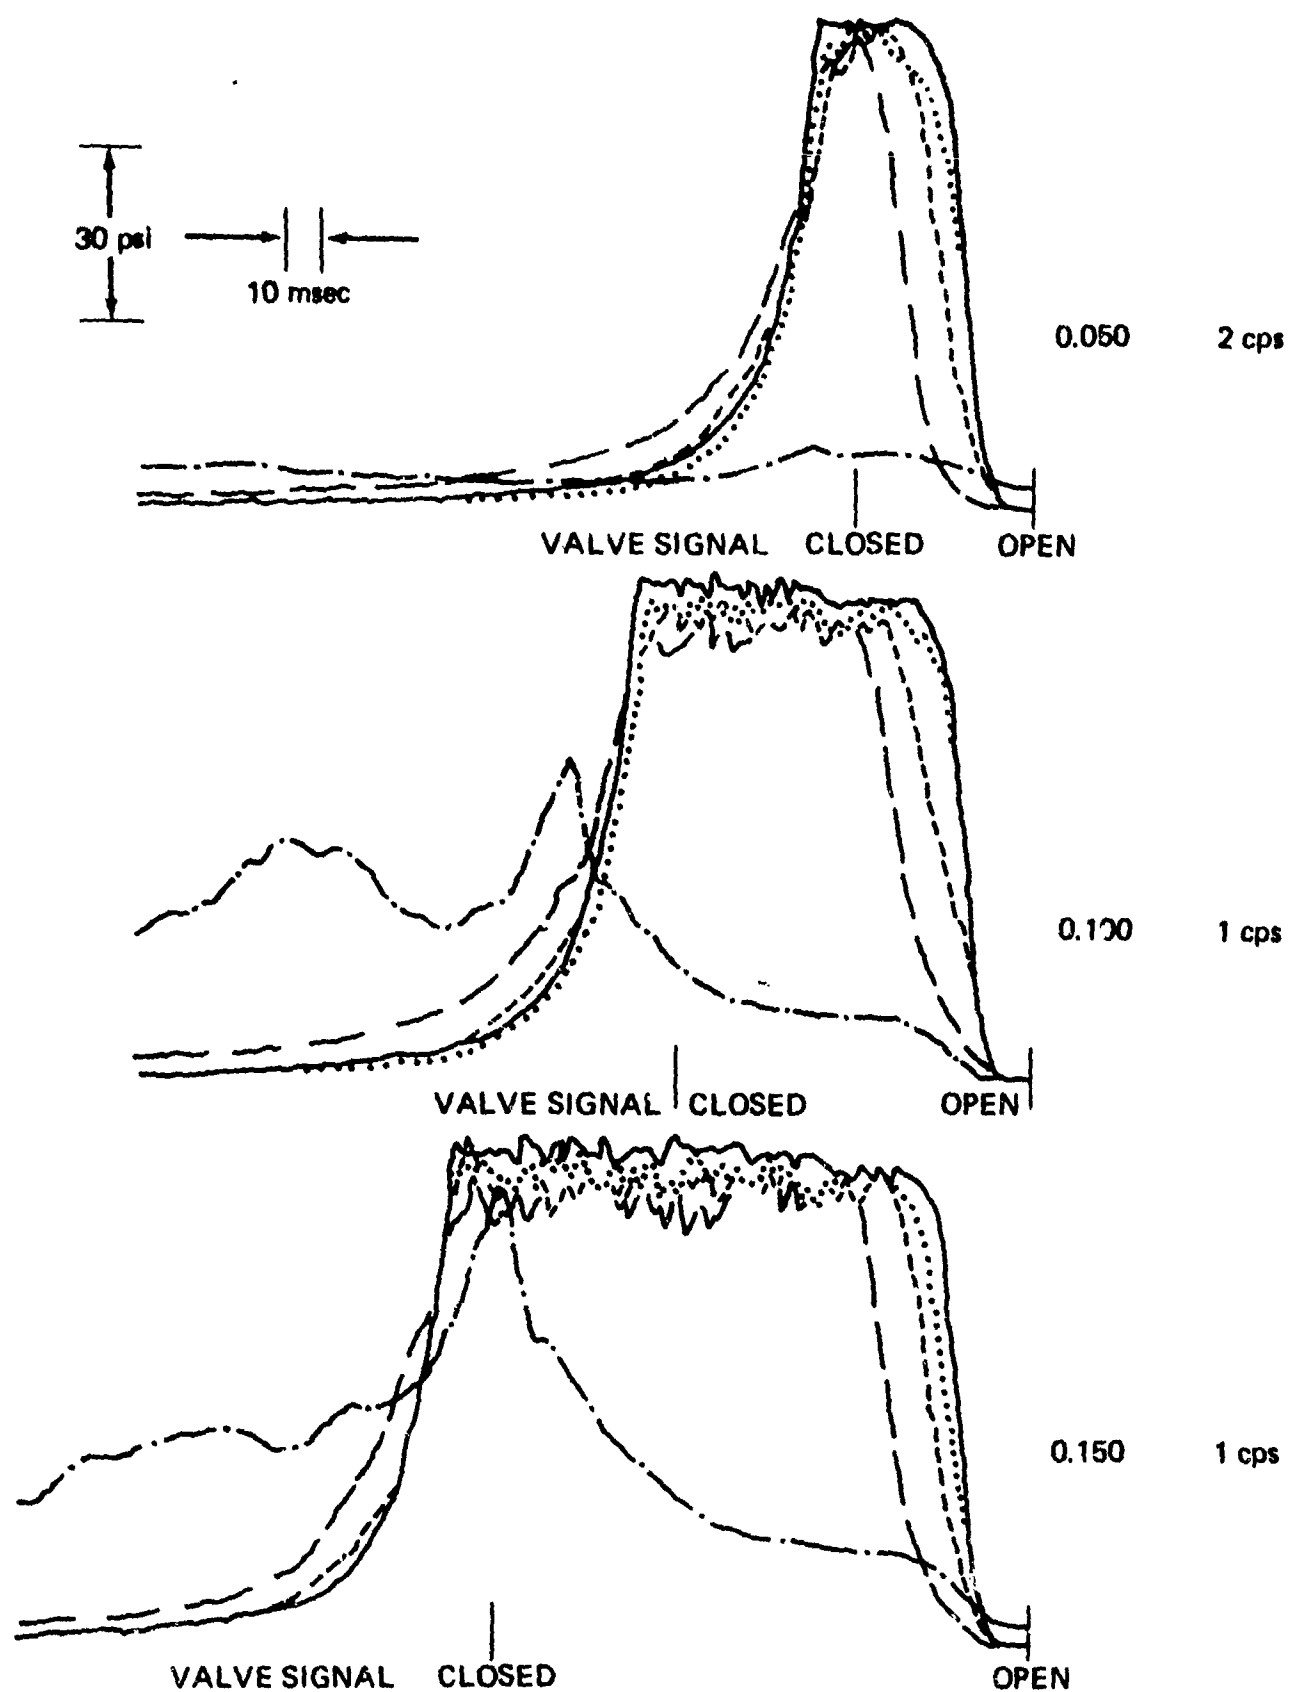 30 psi
10 msec
0.050 2 cps
VALVE SIGNAL CLOSED OPEN
0.100 1 cps
VALVE SIGNAL CLOSED OPEN
0.150 1 cps
VALVE SIGNAL CLOSED OPEN